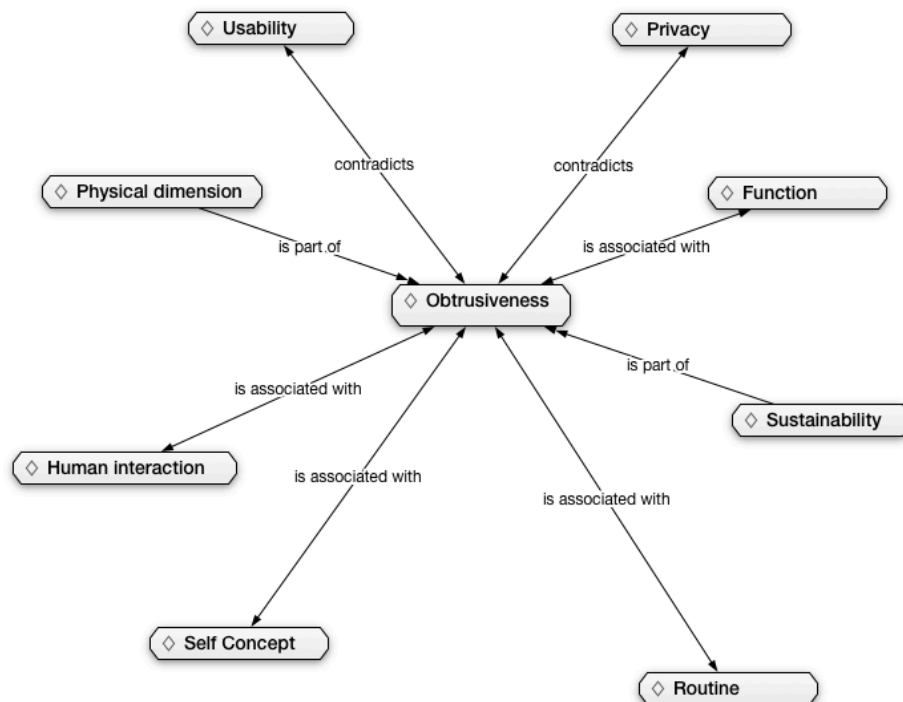 Usability
Privacy
contradicts
contradicts
Physical dimension
Function
is part of
is associated with
Obtrusiveness
is part of
is associated with
Sustainability
Human interaction
is associated with
is associated with
Self Concept
Routine